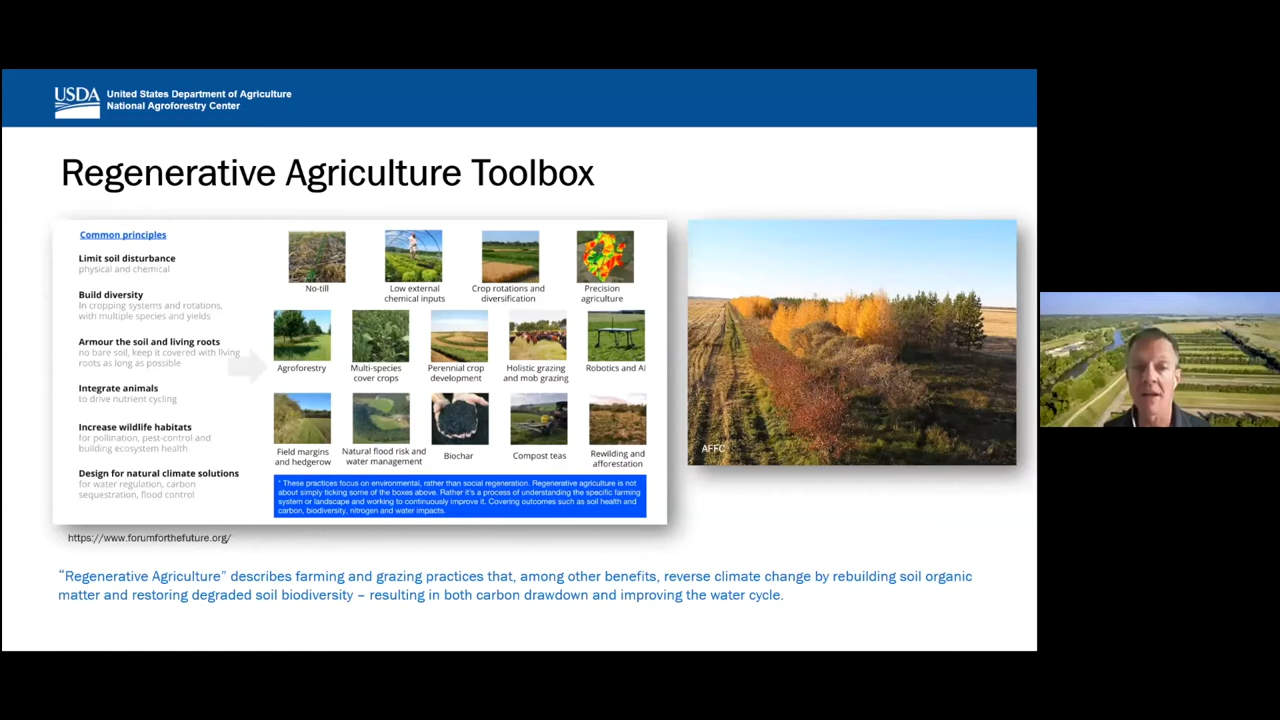 USDA
United States Department of Agriculture
National Agroforestry Center
Regenerative Agriculture Toolbox
Common principles
Limit soil disturbance
physical and chemical
Build diversity
In cropping systems and rotations,
with multiple species and yields
Armour the soil and living roots
no bare soil, keep it covered with living
roots as long as possible
Integrate animals
to drive nutrient cycling
Increase wildlife habitats
for pollination, pest-control and
building ecosystem health
Design for natural climate solutions
for water regulation, carbon
sequestration, flood control
No-till
Low external
chemical inputs
Crop rotations and
diversification
Precision
agriculture
Agroforestry
Multi-species
cover crops
Perennial crop
development
Holistic grazing
and mob grazing
Robotics and AI
Field margins
and hedgerow
Natural flood risk and
water management
Biochar
Compost teas
Rewilding and
afforestation
* These practices focus on environmental, rather than social regeneration. Regenerative agriculture is not
about simply ticking some of the boxes above. Rather it's a process of understanding the specific farming
system or landscape and working to continuously improve it. Covering outcomes such as soil health and
carbon, biodiversity, nitrogen and water impacts.
AFFC
https://www.forumforthefuture.org/
“Regenerative Agriculture” describes farming and grazing practices that, among other benefits, reverse climate change by rebuilding soil organic
matter and restoring degraded soil biodiversity – resulting in both carbon drawdown and improving the water cycle.